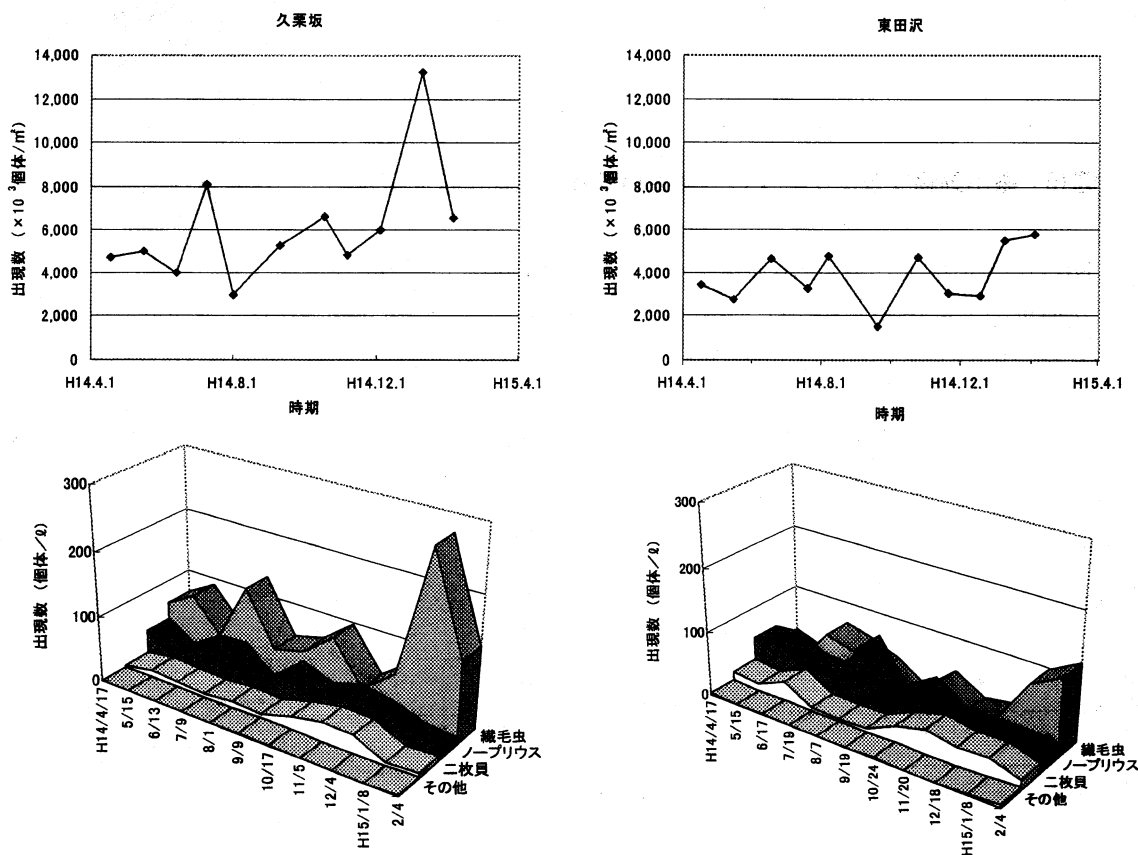 久栗坂
14,000
12,000
10,000
8,000
6,000
4,000
2,000
0
出現数 (×10³個体/㎡)
H14.4.1
H14.8.1
H14.12.1
H15.4.1
時期
東田沢
14,000
12,000
10,000
8,000
6,000
4,000
2,000
0
出現数 (×10³個体/㎡)
H14.4.1
H14.8.1
H14.12.1
H15.4.1
時期
300
200
100
0
出現数 (個体/ℓ)
H14/4/17
5/15
6/13
7/9
8/1
9/9
10/17
11/5
12/4
H15/1/8
2/4
繊毛虫
ノープリウス
二枚貝
その他
300
200
100
0
出現数 (個体/ℓ)
H14/4/17
5/15
6/17
7/19
8/7
9/19
10/24
11/20
12/18
H15/1/8
2/4
繊毛虫
ノープリウス
二枚貝
その他